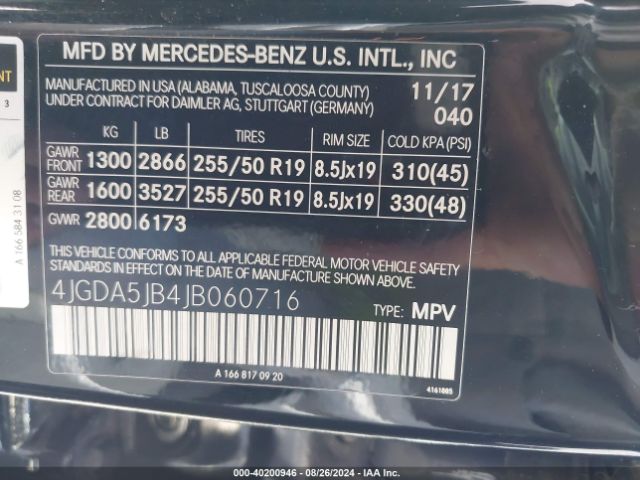 MFD BY MERCEDES-BENZ U.S. INTL., INC
MANUFACTURED IN USA (ALABAMA, TUSCALOOSA COUNTY) 11/17
UNDER CONTRACT FOR DAIMLER AG, STUTTGART (GERMANY) 040
KG LB TIRES RIM SIZE COLD KPA (PSI)
GAWR FRONT 1300 2866 255/50 R19 8.5Jx19 310(45)
GAWR REAR 1600 3527 255/50 R19 8.5Jx19 330(48)
GVWR 2800 6173
THIS VEHICLE CONFORMS TO ALL APPLICABLE FEDERAL MOTOR VEHICLE SAFETY
STANDARDS IN EFFECT ON THE DATE OF MANUFACTURE SHOWN ABOVE.
4JGDA5JB4JB060716 TYPE: MPV
A 166 817 09 20 4161885
NT
3
A 166 584 31 08
000-40200946 - 08/26/2024 - IAA Inc.